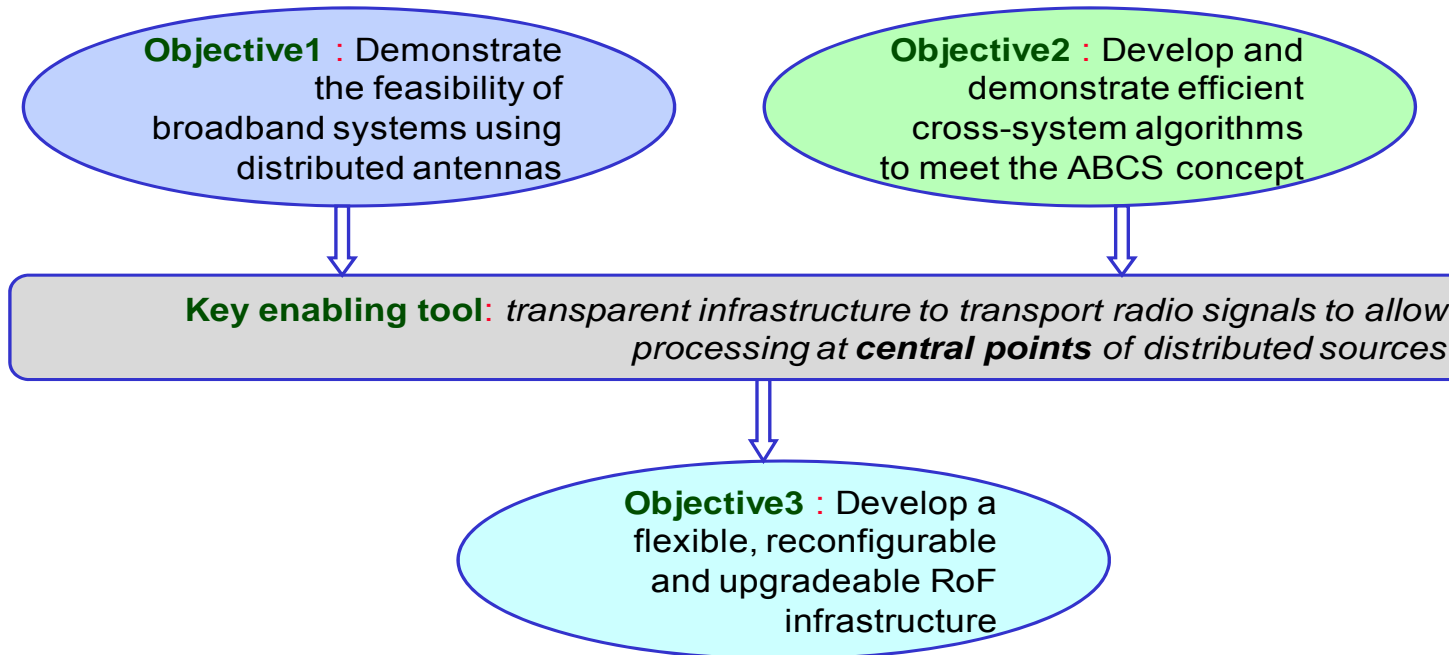 Objective1 : Demonstrate
the feasibility of
broadband systems using
distributed antennas
Objective2 : Develop and
demonstrate efficient
cross-system algorithms
to meet the ABCS concept
Key enabling tool: transparent infrastructure to transport radio signals to allow
processing at central points of distributed sources
Objective3 : Develop a
flexible, reconfigurable
and upgradeable RoF
infrastructure